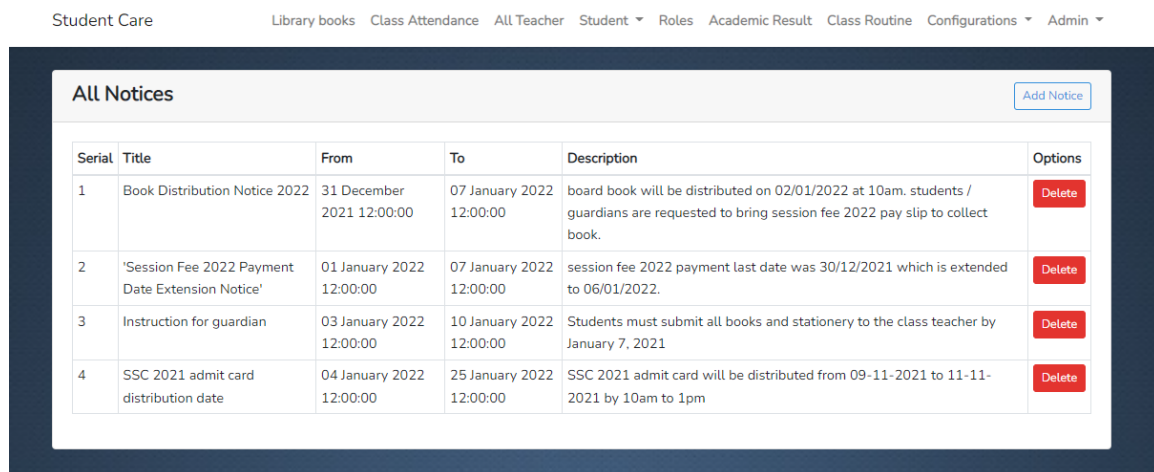 Student Care Library books Class Attendance All Teacher Student Roles Academic Result Class Routine Configurations Admin
All Notices Add Notice
Serial Title From To Description Options
1 Book Distribution Notice 2022 31 December 07 January 2022 board book will be distributed on 02/01/2022 at 10am. students / Delete
2021 12:00:00 12:00:00 guardians are requested to bring session fee 2022 pay slip to collect
book.
2 'Session Fee 2022 Payment 01 January 2022 07 January 2022 session fee 2022 payment last date was 30/12/2021 which is extended Delete
Date Extension Notice' 12:00:00 12:00:00 to 06/01/2022.
3 Instruction for guardian 03 January 2022 10 January 2022 Students must submit all books and stationery to the class teacher by Delete
12:00:00 12:00:00 January 7, 2021
4 SSC 2021 admit card 04 January 2022 25 January 2022 SSC 2021 admit card will be distributed from 09-11-2021 to 11-11- Delete
distribution date 12:00:00 12:00:00 2021 by 10am to 1pm